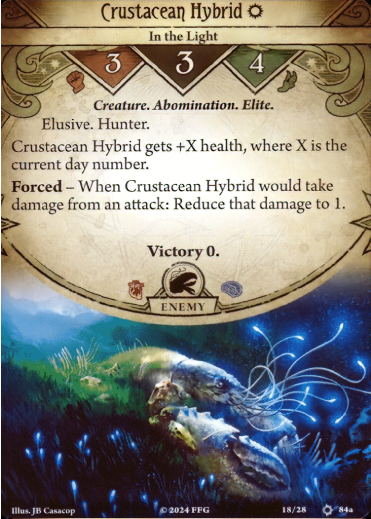 Crustacean Hybrid
In the Light
3 3 4
Creature. Abomination. Elite.
Elusive. Hunter.
Crustacean Hybrid gets +X health, where X is the
current day number.
Forced – When Crustacean Hybrid would take
damage from an attack: Reduce that damage to 1.
Victory 0.
ENEMY
Illus. JB Casacop © 2024 FFG 18/28 84a